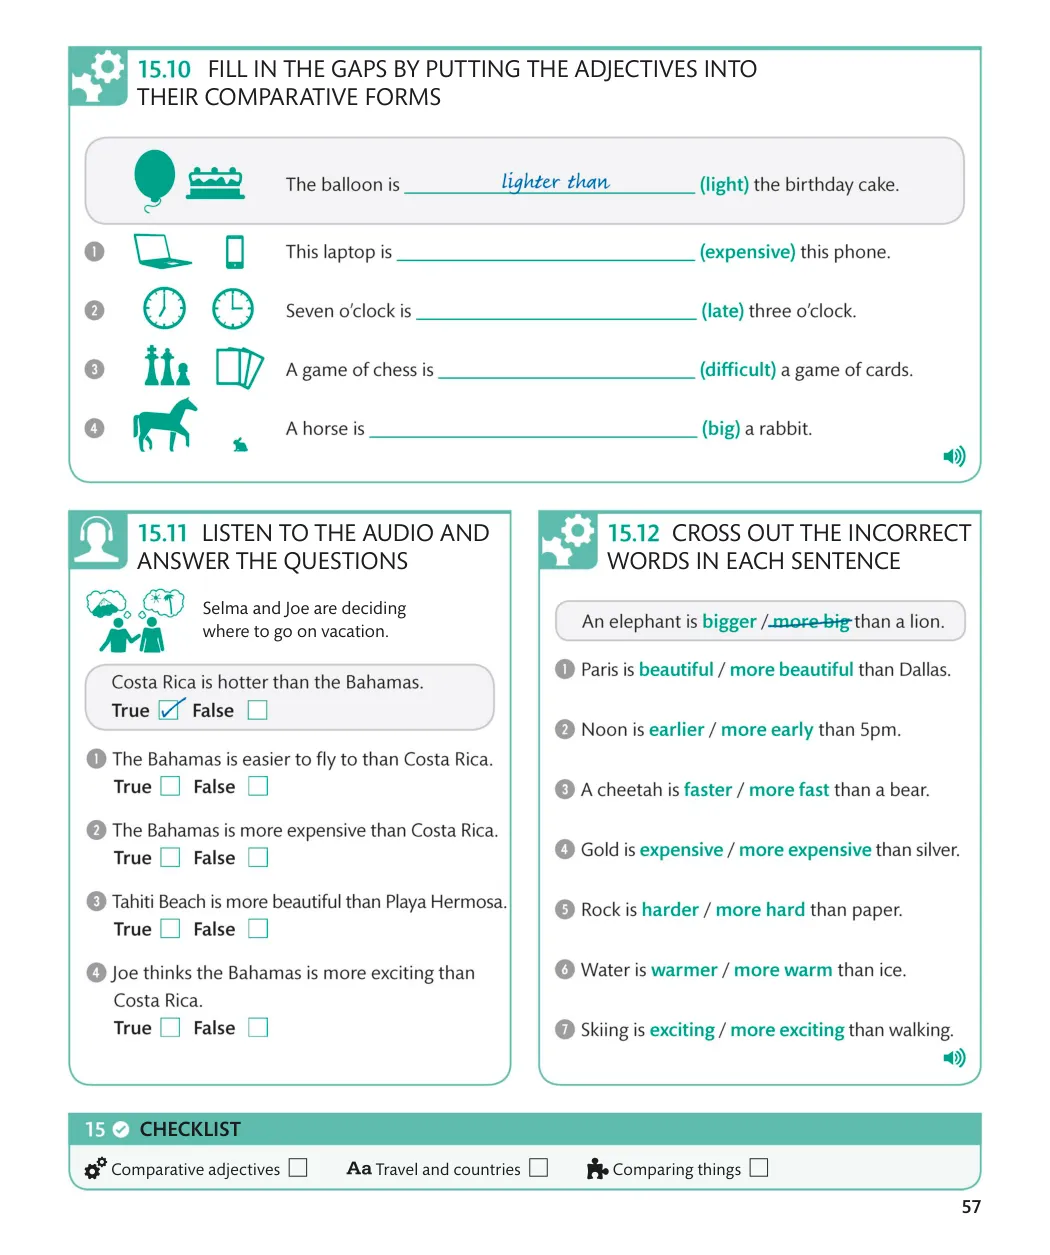 15.10 FILL IN THE GAPS BY PUTTING THE ADJECTIVES INTO
THEIR COMPARATIVE FORMS
The balloon is lighter than (light) the birthday cake.
1 This laptop is (expensive) this phone.
2 Seven o'clock is (late) three o'clock.
3 A game of chess is (difficult) a game of cards.
4 A horse is (big) a rabbit.
15.11 LISTEN TO THE AUDIO AND
ANSWER THE QUESTIONS
Selma and Joe are deciding
where to go on vacation.
Costa Rica is hotter than the Bahamas.
True False
1 The Bahamas is easier to fly to than Costa Rica.
True False
2 The Bahamas is more expensive than Costa Rica.
True False
3 Tahiti Beach is more beautiful than Playa Hermosa.
True False
4 Joe thinks the Bahamas is more exciting than
Costa Rica.
True False
15.12 CROSS OUT THE INCORRECT
WORDS IN EACH SENTENCE
An elephant is bigger / more big than a lion.
1 Paris is beautiful / more beautiful than Dallas.
2 Noon is earlier / more early than 5pm.
3 A cheetah is faster / more fast than a bear.
4 Gold is expensive / more expensive than silver.
5 Rock is harder / more hard than paper.
6 Water is warmer / more warm than ice.
7 Skiing is exciting / more exciting than walking.
15 CHECKLIST
Comparative adjectives Aa Travel and countries Comparing things
57